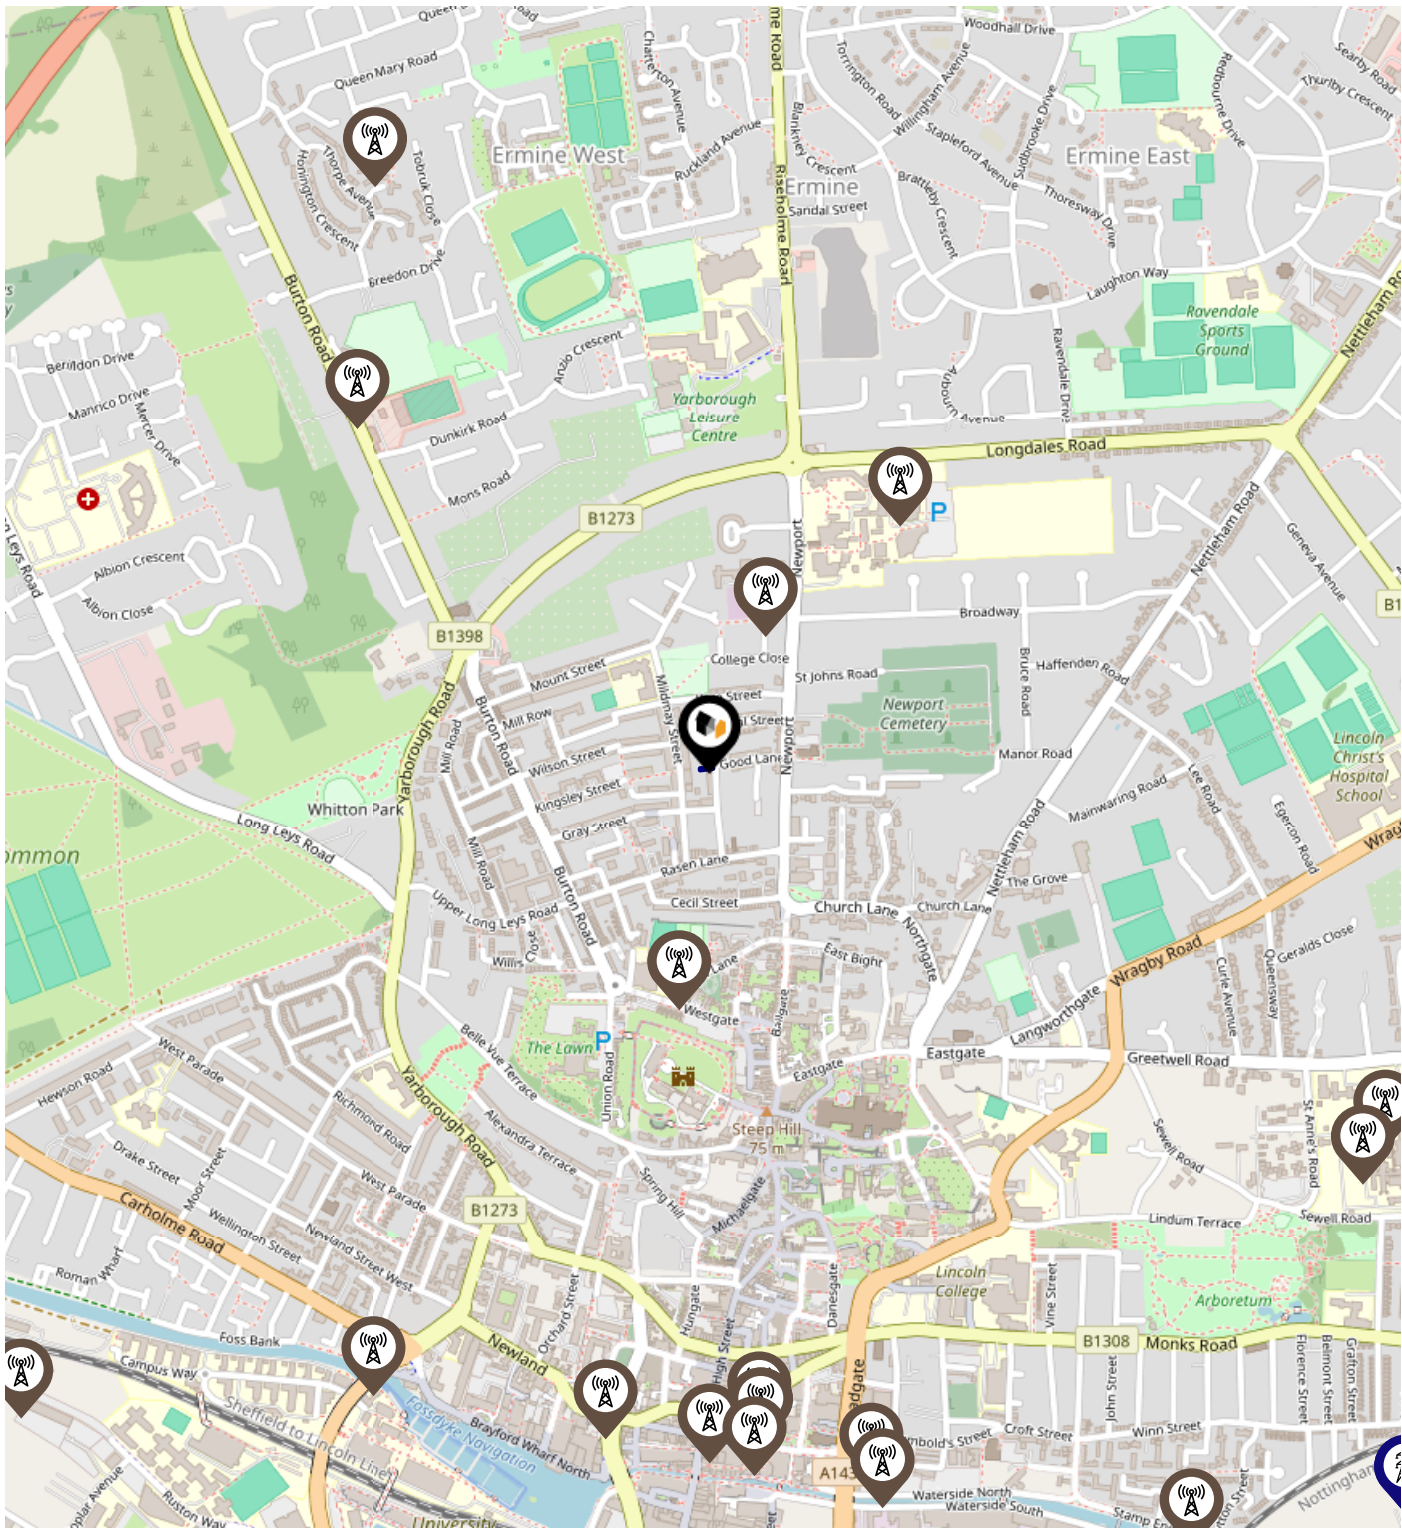 Road
Woodhall Drive
Searby Road
Thurlby Crescent
Queen Mary Road
Chatterton Avenue
Torrington Road
Willingham Avenue
Redbourne Drive
Blankney Crescent
Ruckland Avenue
Stapleford Avenue
Sudbrooke Drive
Ermine West
Ermine East
Ermine
Honington Crescent
Thorpe Avenue
Tobruk Close
Riseholme Road
Sandal Street
Brattleby Crescent
Thoresway Drive
Breedon Drive
Laughton Way
Burton Road
Ravendale
Sports
Ground
Anzio Crescent
Ravendale Drive
Manrico Drive
Mercer Drive
Yarborough
Leisure
Centre
Auburn Avenue
Dunkirk Road
Longdales Road
Mons Road
P
B1273
Newport
Nettleham Road
Geneva Avenue
Albion Crescent
Albion Close
Broadway
B1398
Mount Street
College Close
St Johns Road
Bruce Road
Haffenden Road
Mildmay Street
Burton Road
Mill Row
Newport
Cemetery
Mill Road
Yarborough Road
Wilson Street
Good Lane
Newport
Manor Road
Lincoln
Christ's
Hospital
School
Kingsley Street
Lee Road
Mainwaring Road
Egerton Road
Whitton Park
Long Leys Road
Gray Street
Nettleham Road
Mill Road
Rasen Lane
Burton Road
The Grove
Upper Long Leys Road
Cecil Street
Church Lane
Church Lane
Northgate
Willis Close
Lane
East Bight
Wragby Road
Curle Avenue
Queensway
Geralds Close
Westgate
Bailgate
Langworthgate
The Lawn
P
Union Road
Belle Vue Terrace
Eastgate
Eastgate
Greetwell Road
West Parade
Hewson Road
Yarborough Road
Richmond Road
Alexandra Terrace
Steep Hill
75 m
St Anne's Road
Sewell Road
Drake Street
Moor Street
West Parade
Spring Hill
Michaelgate
B1273
Lindum Terrace
Sewell Road
Carholme Road
Wellington Street
Newland Street West
Roman Wharf
Orchard Street
Hungate
Danesgate
Lincoln
College
Vine Street
Arboretum
Foss Bank
Newland
High Street
B1308
Monks Road
Campus Way
John Street
Florence Street
Belmont Street
Grafton Street
Sheffield to Lincoln Line
Fossdyke Navigation
Brayford Wharf North
Croft Street
Winn Street
Ruston Way
Waterside North
Waterside South
University